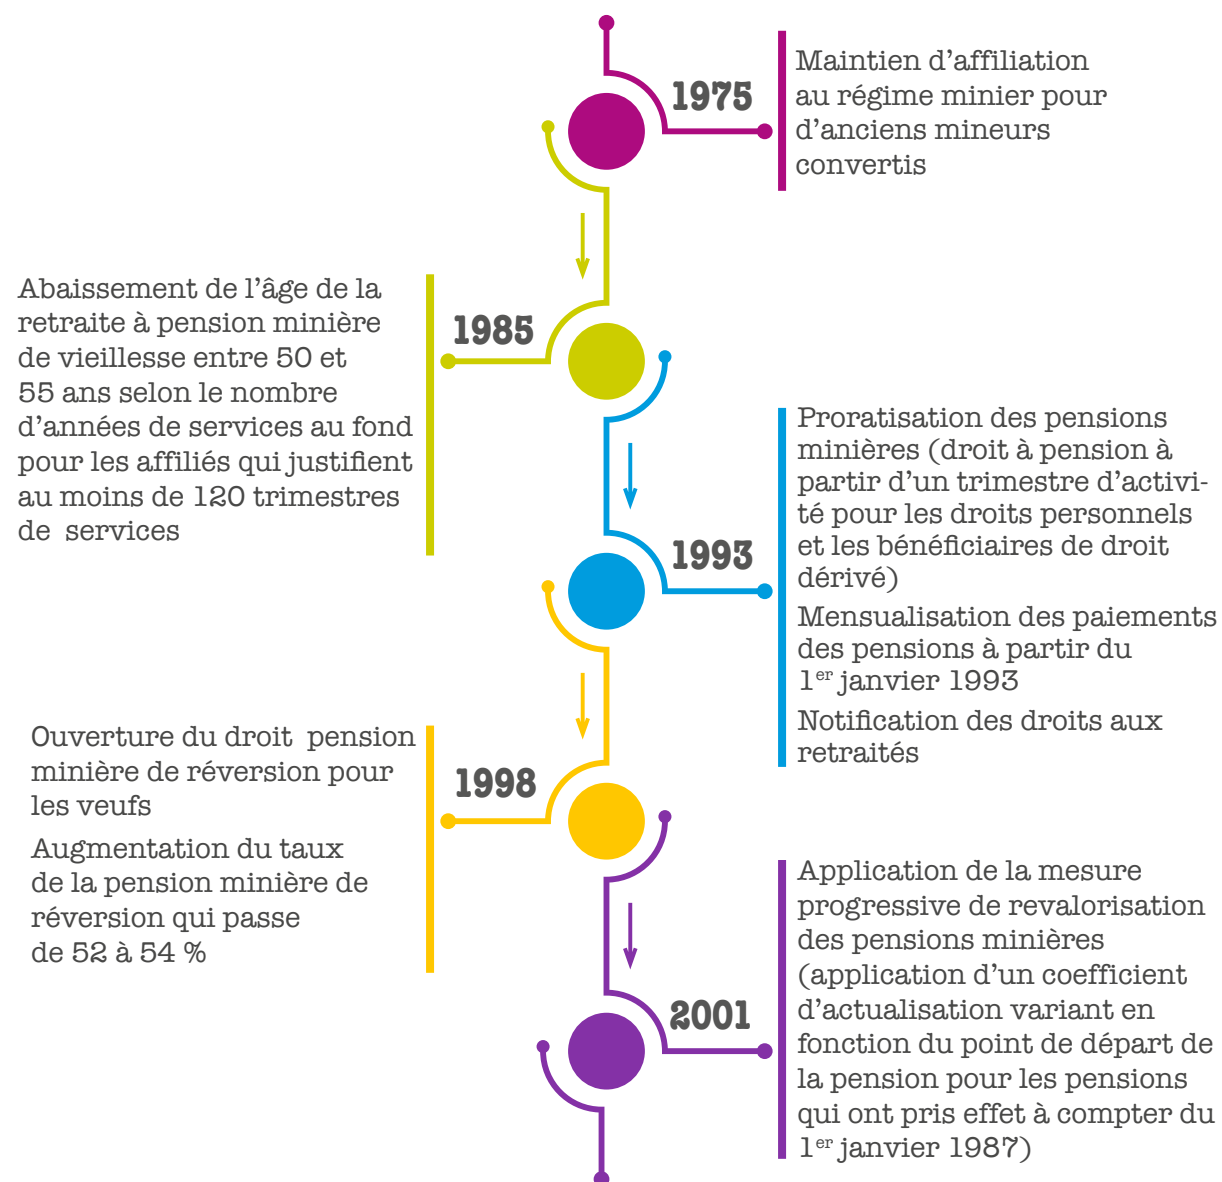 1975
Maintien d’affiliation
au régime minier pour
d’anciens mineurs
convertis
1985
Abaissement de l’âge de la
retraite à pension minière
de vieillesse entre 50 et
55 ans selon le nombre
d’années de services au fond
pour les affiliés qui justifient
au moins de 120 trimestres
de services
1993
Proratisation des pensions
minières (droit à pension à
partir d’un trimestre d’activi-
té pour les droits personnels
et les bénéficiaires de droit
dérivé)
Mensualisation des paiements
des pensions à partir du
1er janvier 1993
Notification des droits aux
retraités
1998
Ouverture du droit pension
minière de réversion pour
les veufs
Augmentation du taux
de la pension minière de
réversion qui passe
de 52 à 54 %
2001
Application de la mesure
progressive de revalorisation
des pensions minières
(application d’un coefficient
d’actualisation variant en
fonction du point de départ de
la pension pour les pensions
qui ont pris effet à compter du
1er janvier 1987)